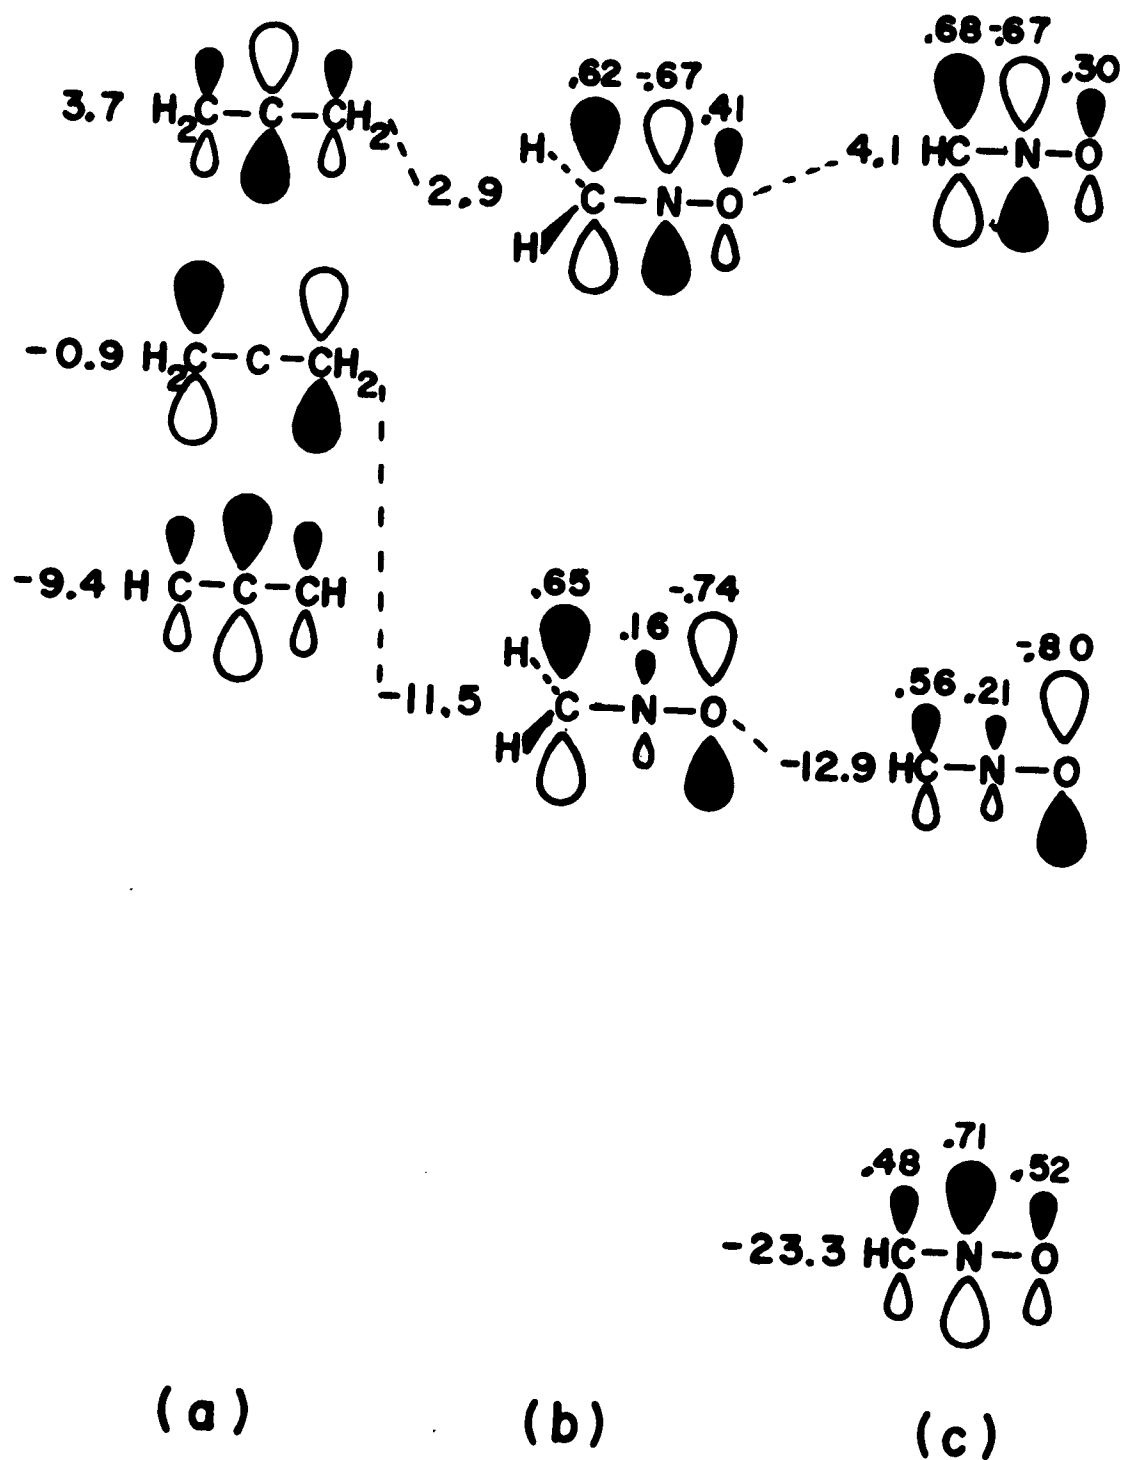 .68 -.67 .30
4.1 HC–N–O
3.7 H2C–C–CH2
.62 -.67 .41
2.9 H H C–N–O
-0.9 H2C–C–CH2
-9.4 HC–C–CH
.65 .16 -.74
-11.5 H H C–N–O
.56 .21 -.80
-12.9 HC–N–O
.48 .71 .52
-23.3 HC–N–O
(a) (b) (c)